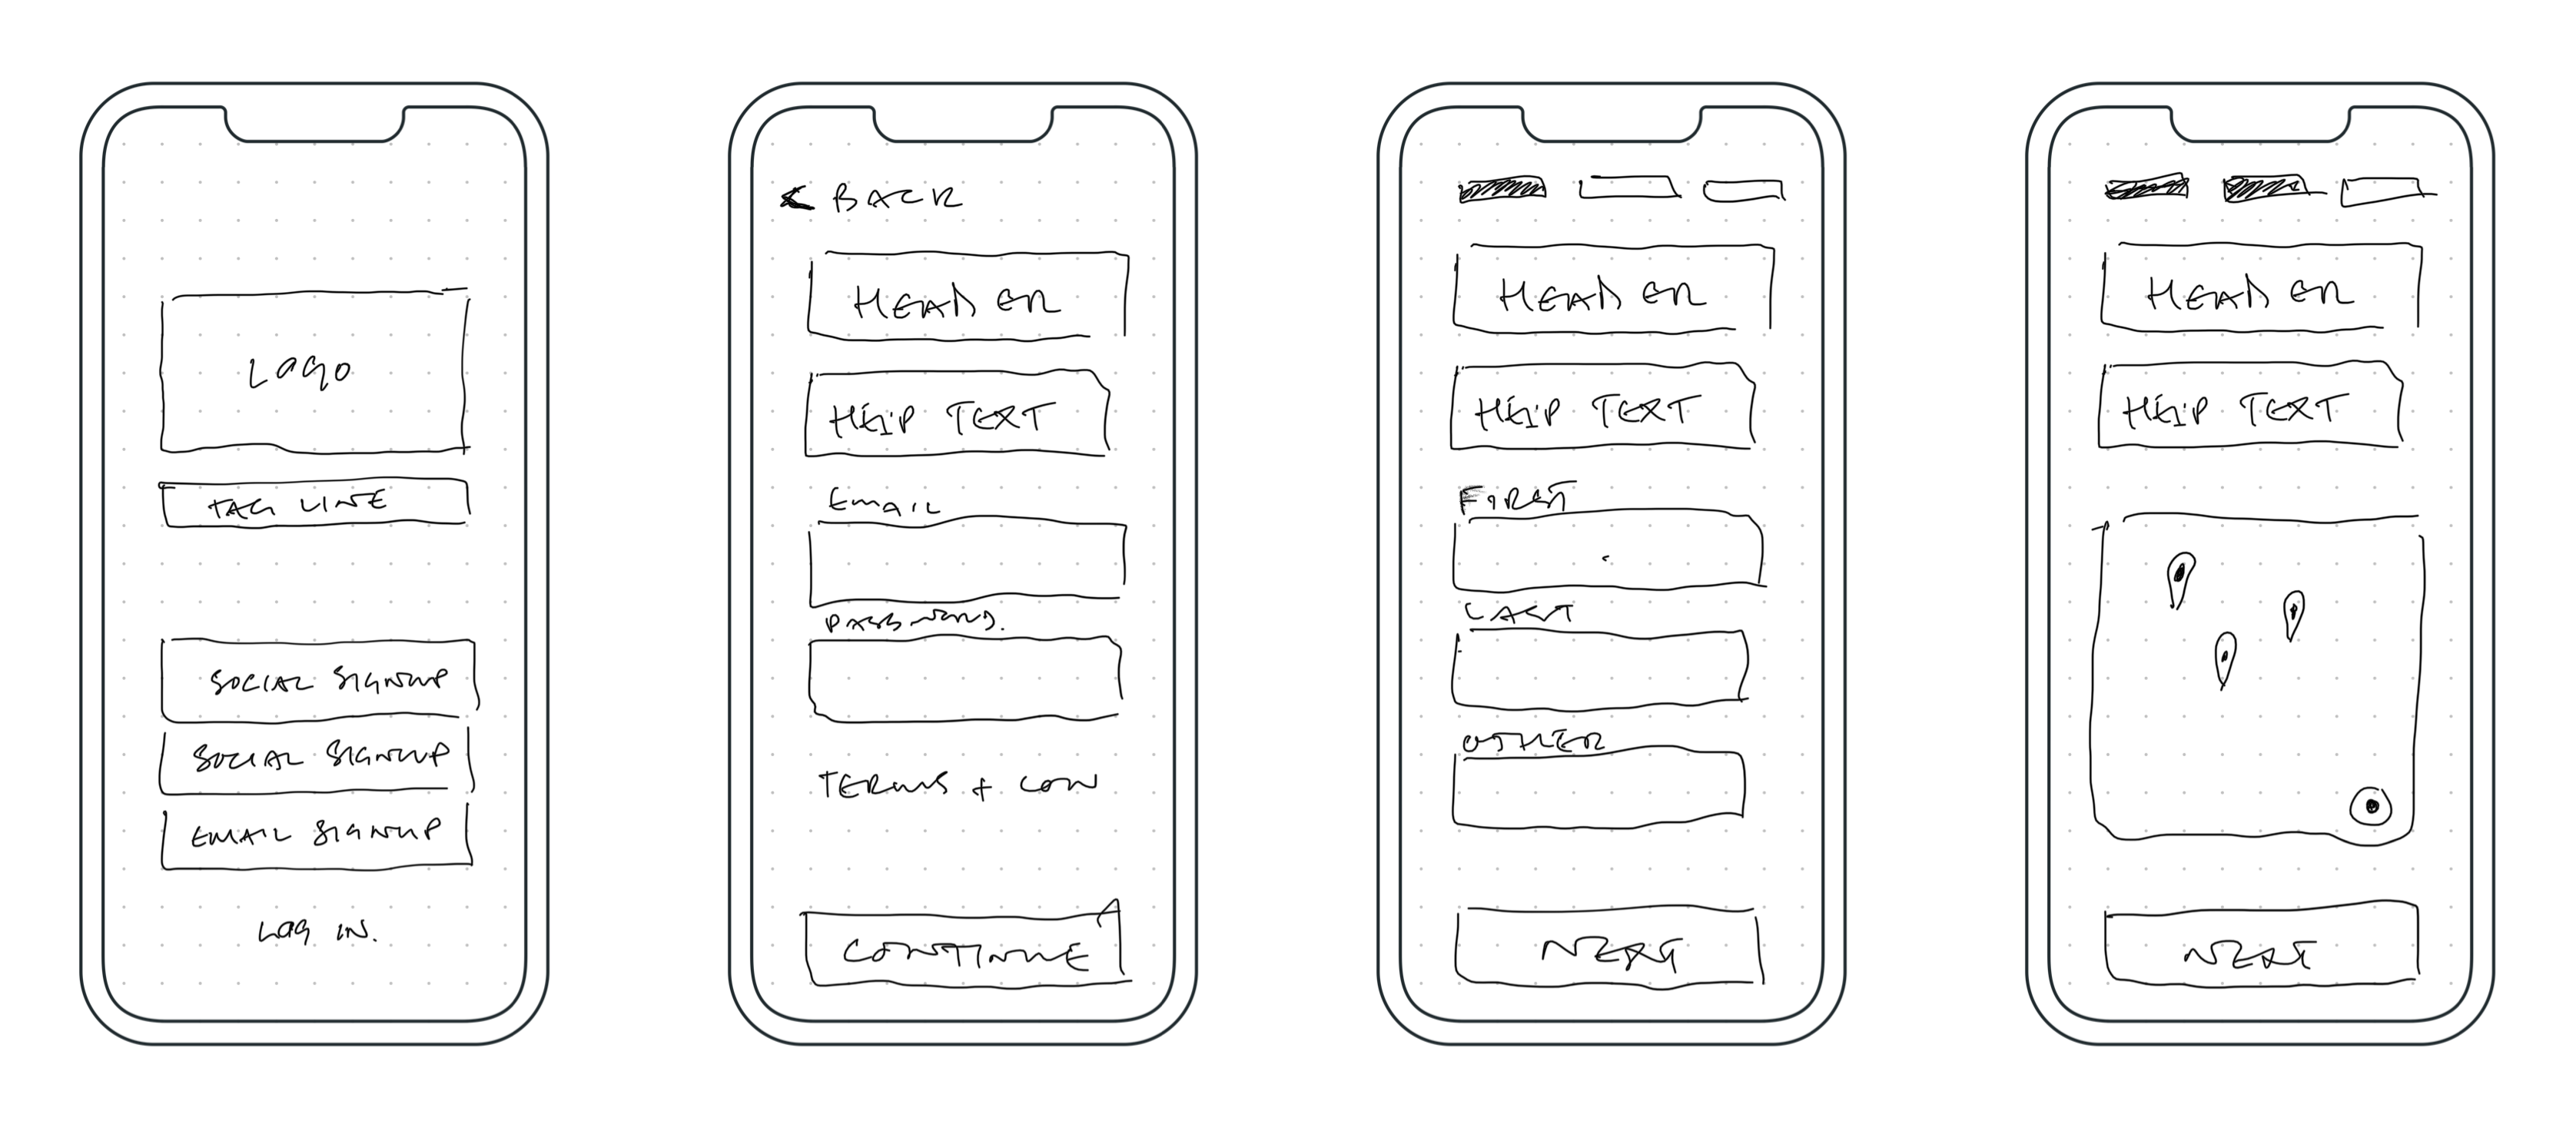 LOGO
TAG LINE
SOCIAL SIGNUP
SOCIAL SIGNUP
EMAIL SIGNUP
LOG IN.
< BACK
HEADER
HELP TEXT
EMAIL
PASSWORD.
TERMS + CON
CONTINUE
HEADER
HELP TEXT
FIRST
LAST
OTHER
NEXT
HEADER
HELP TEXT
NEXT